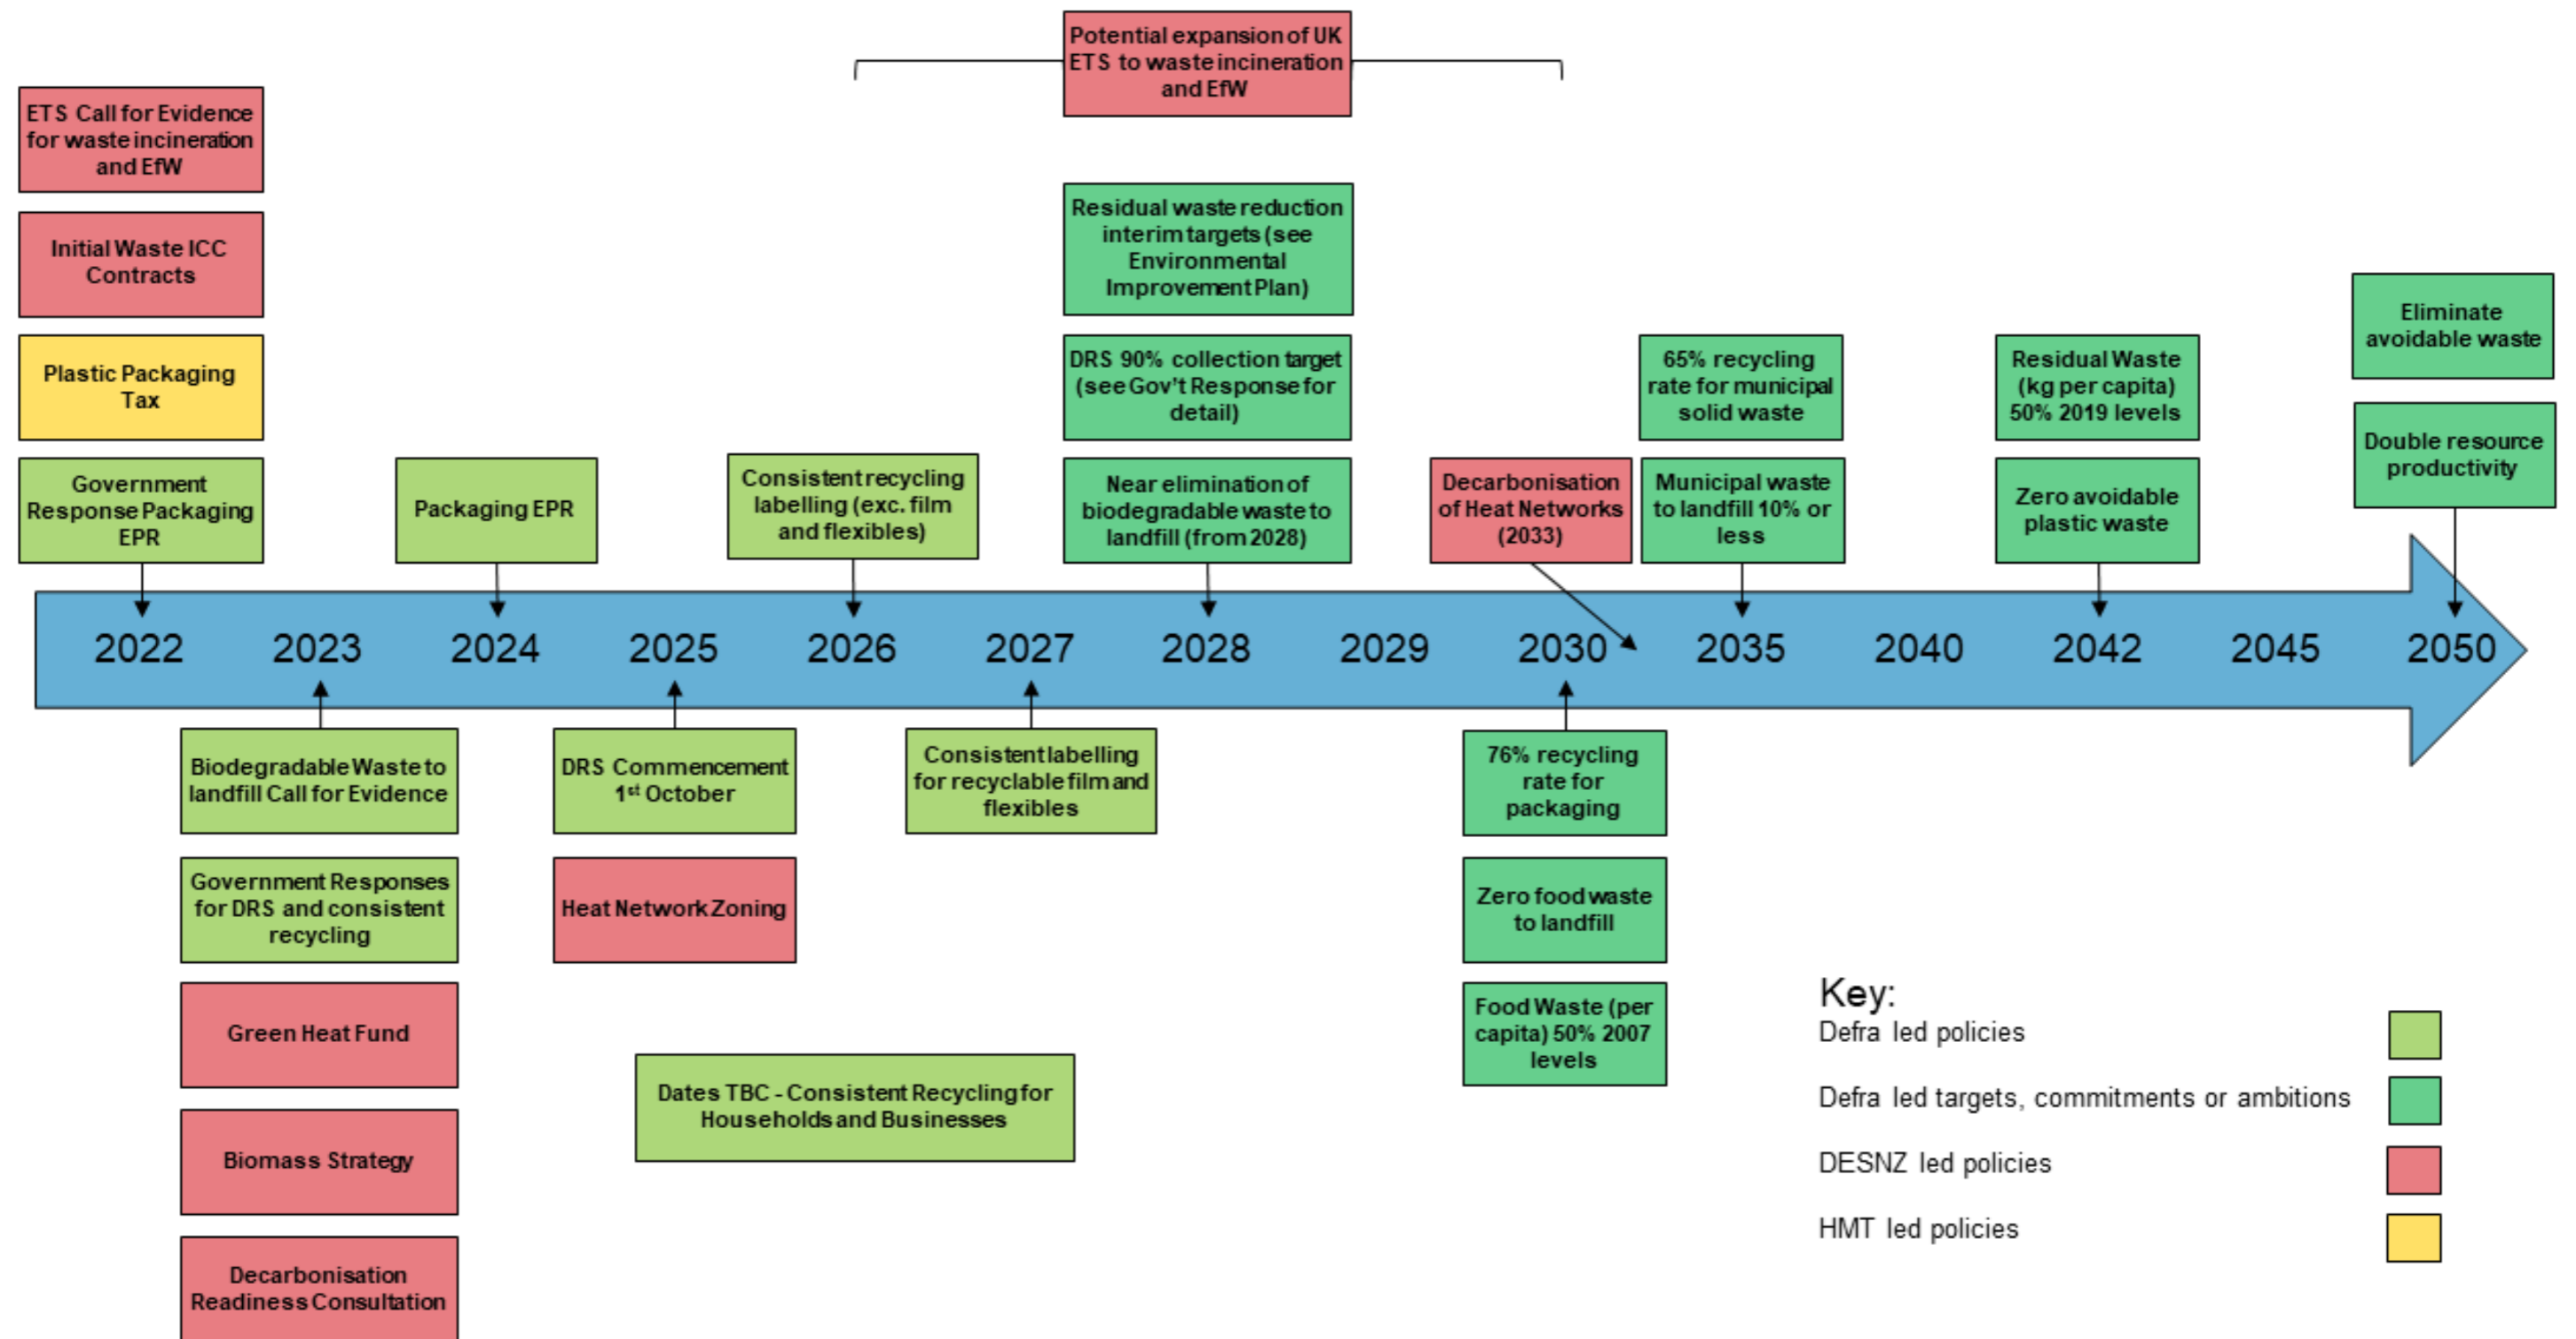 Potential expansion of UK
ETS to waste incineration
and EfW
ETS Call for Evidence
for waste incineration
and EfW
Initial Waste ICC
Contracts
Plastic Packaging
Tax
Government
Response Packaging
EPR
Packaging EPR
Consistent recycling
labelling (exc. film
and flexibles)
Residual waste reduction
interim targets (see
Environmental
Improvement Plan)
DRS 90% collection target
(see Gov't Response for
detail)
Near elimination of
biodegradable waste to
landfill (from 2028)
Decarbonisation
of Heat Networks
(2033)
65% recycling
rate for municipal
solid waste
Municipal waste
to landfill 10% or
less
Residual Waste
(kg per capita)
50% 2019 levels
Zero avoidable
plastic waste
Eliminate
avoidable waste
Double resource
productivity
2022 2023 2024 2025 2026 2027 2028 2029 2030 2035 2040 2042 2045 2050
Biodegradable Waste to
landfill Call for Evidence
Government Responses
for DRS and consistent
recycling
Green Heat Fund
Biomass Strategy
Decarbonisation
Readiness Consultation
DRS Commencement
1st October
Heat Network Zoning
Dates TBC - Consistent Recycling for
Households and Businesses
Consistent labelling
for recyclable film and
flexibles
76% recycling
rate for
packaging
Zero food waste
to landfill
Food Waste (per
capita) 50% 2007
levels
Key:
Defra led policies
Defra led targets, commitments or ambitions
DESNZ led policies
HMT led policies